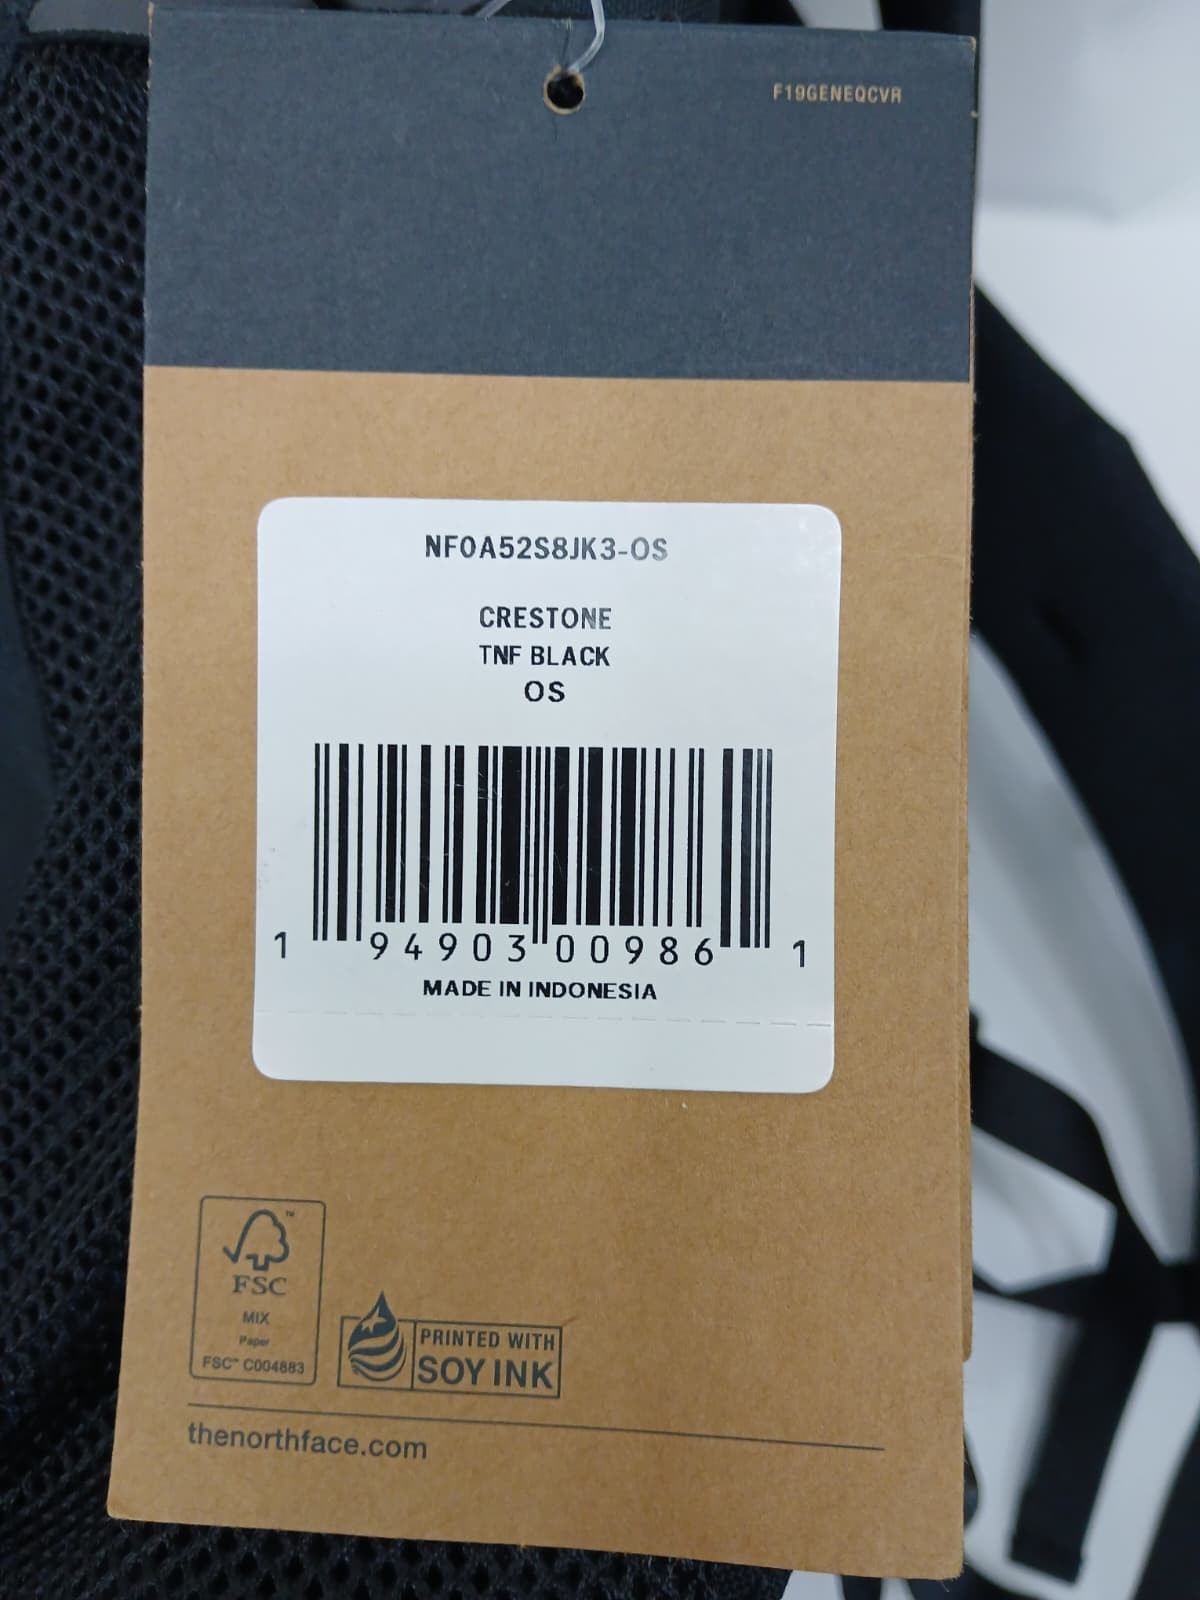 F19GENEQCVR
NF0A52S8JK3-OS
CRESTONE
TNF BLACK
OS
1 94903 00986 1
MADE IN INDONESIA
FSC
MIX
Paper
FSC™ C004883
PRINTED WITH
SOY INK
thenorthface.com